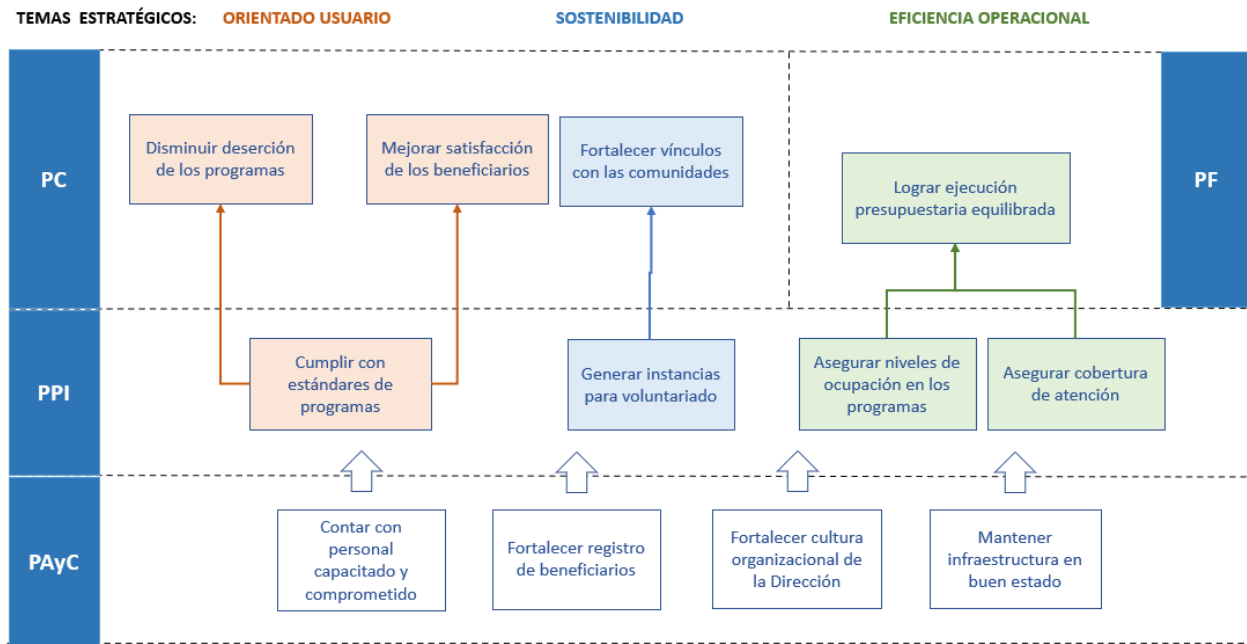 TEMAS ESTRATÉGICOS: ORIENTADO USUARIO SOSTENIBILIDAD EFICIENCIA OPERACIONAL
PC
Disminuir deserción
de los programas
Mejorar satisfacción
de los beneficiarios
Fortalecer vínculos
con las comunidades
Lograr ejecución
presupuestaria equilibrada
PF
PPI
Cumplir con
estándares de
programas
Generar instancias
para voluntariado
Asegurar niveles de
ocupación en los
programas
Asegurar cobertura
de atención
PAyC
Contar con
personal
capacitado y
comprometido
Fortalecer registro
de beneficiarios
Fortalecer cultura
organizacional de
la Dirección
Mantener
infraestructura en
buen estado